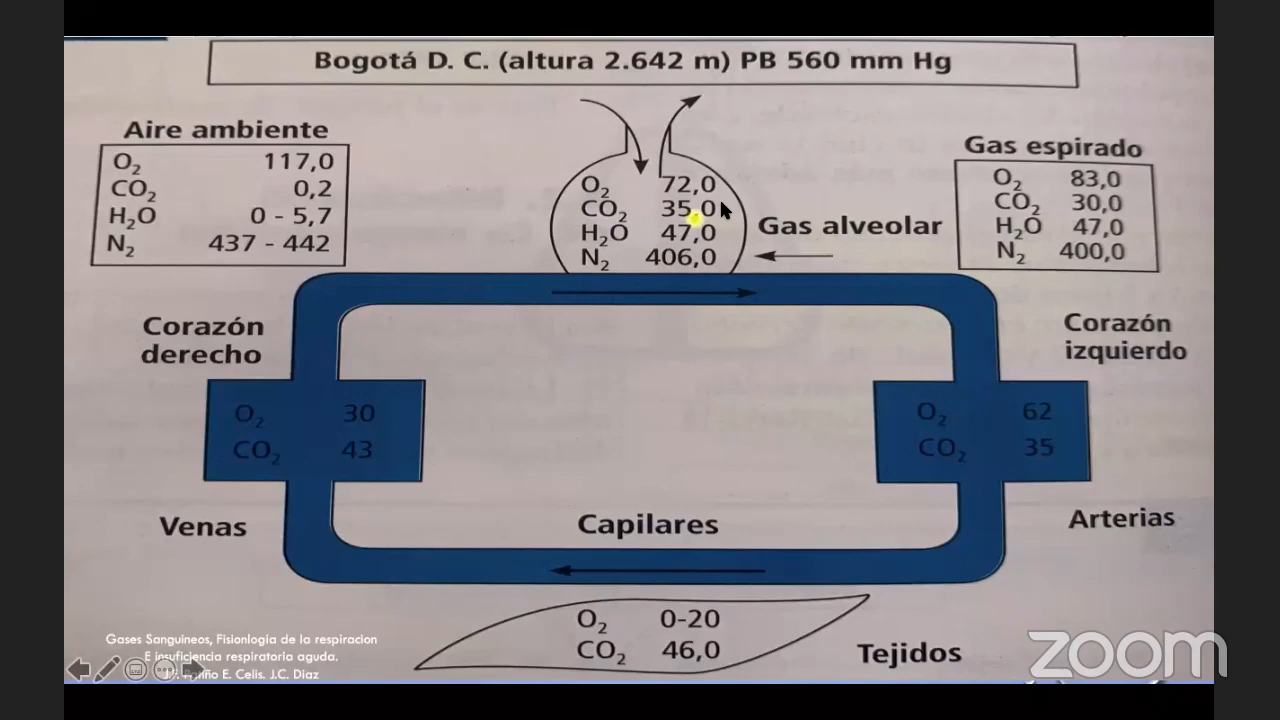 Bogotá D. C. (altura 2.642 m) PB 560 mm Hg
Aire ambiente
O₂ 117,0
CO₂ 0,2
H₂O 0 - 5,7
N₂ 437 - 442
O₂ 72,0
CO₂ 35,0
H₂O 47,0
N₂ 406,0
Gas alveolar
Gas espirado
O₂ 83,0
CO₂ 30,0
H₂O 47,0
N₂ 400,0
Corazón
derecho
O₂ 30
CO₂ 43
Corazón
izquierdo
O₂ 62
CO₂ 35
Venas
Capilares
Arterias
O₂ 0-20
CO₂ 46,0
Tejidos
Gases Sanguineos, Fisionlogia de la respiracion
E insuficiencia respiratoria aguda.
E. Celis. J.C. Diaz
zoom